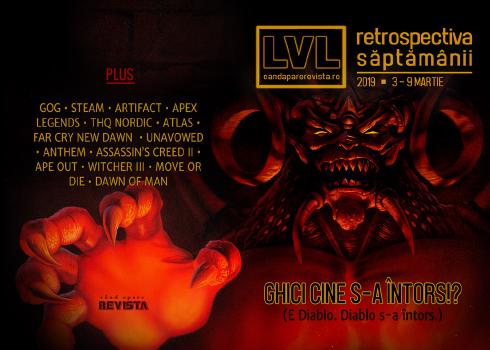 LVL
candaparerevista.ro
retrospectiva
săptămânii
2019 ▪ 3 - 9 MARTIE
PLUS
GOG • STEAM • ARTIFACT • APEX
LEGENDS • THQ NORDIC • ATLAS •
FAR CRY NEW DAWN • UNAVOWED
• ANTHEM • ASSASSIN'S CREED II •
APE OUT • WITCHER III • MOVE OR
DIE • DAWN OF MAN
când apare
REVISTA
GHICI CINE S-A ÎNTORS!?
(E Diablo. Diablo s-a întors.)